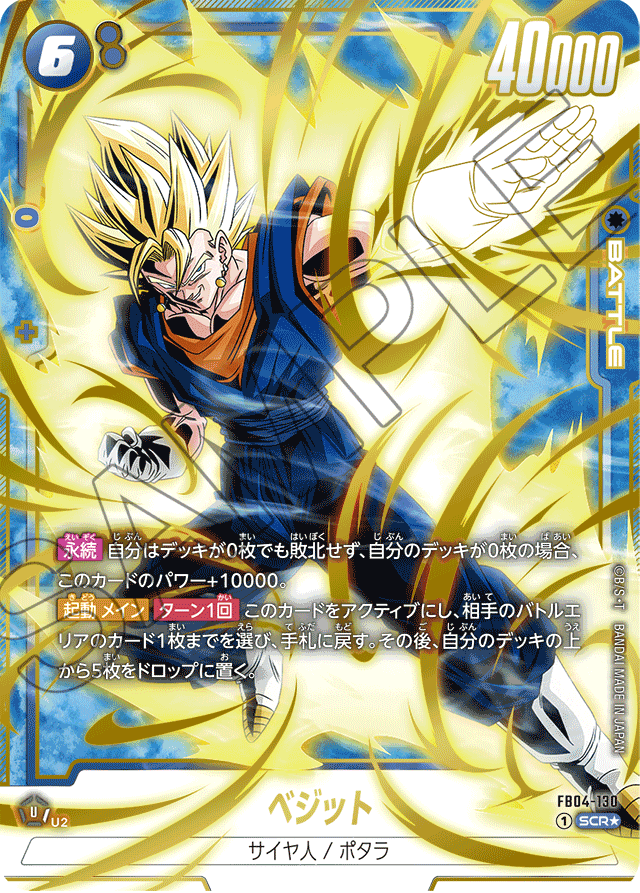 6
40000
0
+
BATTLE
SAMPLE
永続 自分はデッキが0枚でも敗北せず、自分のデッキが0枚の場合、
このカードのパワー+10000。
起動メイン ターン1回 このカードをアクティブにし、相手のバトルエ
リアのカード1枚までを選び、手札に戻す。その後、自分のデッキの上
から5枚をドロップに置く。
©B/S・T BANDAI MADE IN JAPAN
ベジット
FB04-130
U/U2
1 SCR★
サイヤ人 / ポタラ